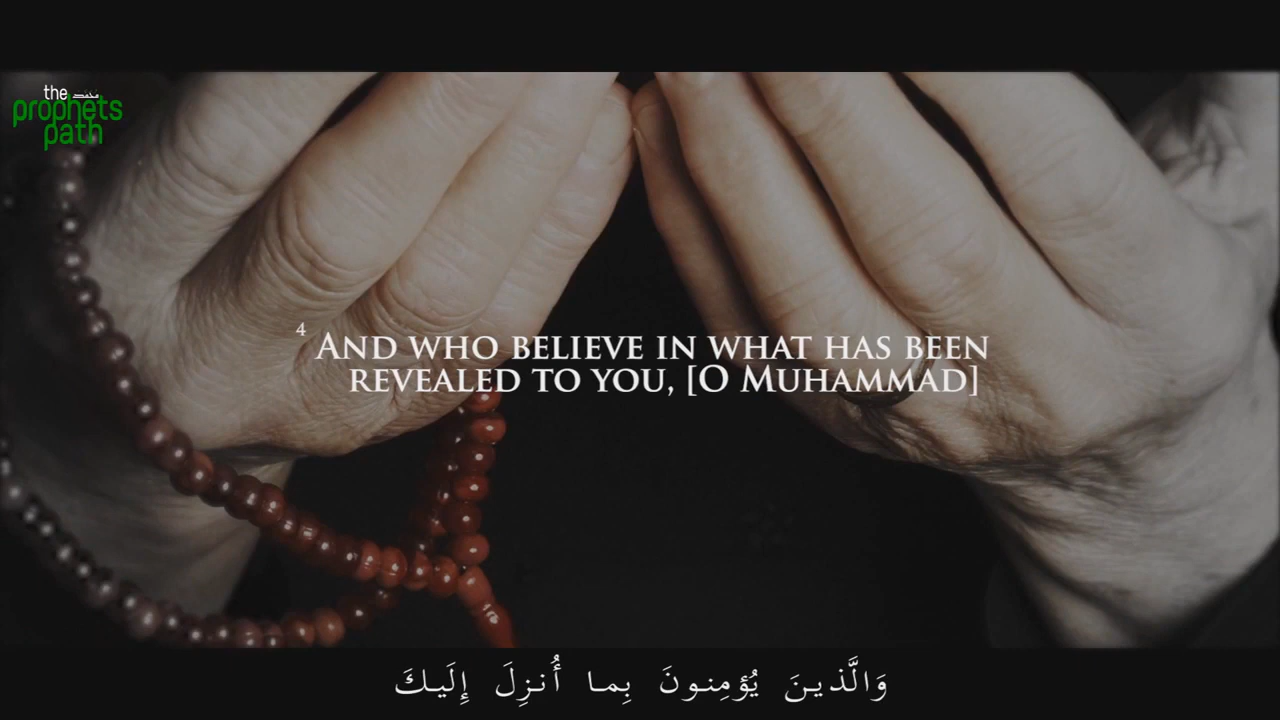 the محمد
prophets
path
4 And who believe in what has been
revealed to you, [O Muhammad]
وَالَّذينَ يُؤمِنونَ بِما أُنزِلَ إِلَيكَ